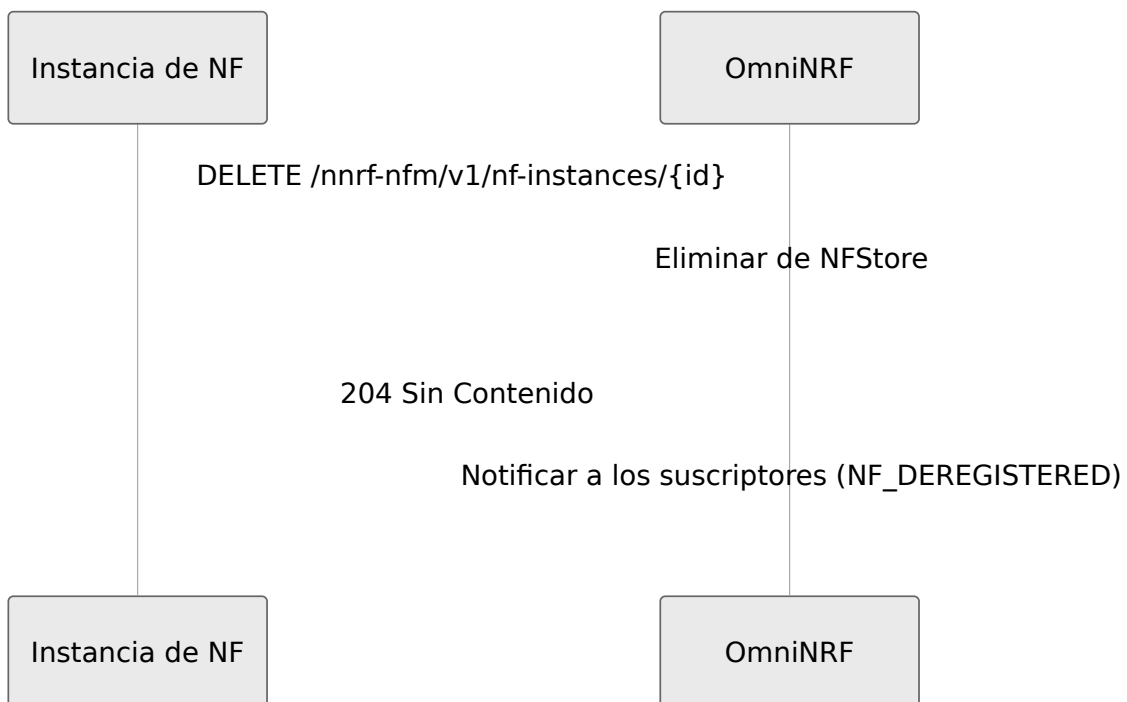 Instancia de NF
OmniNRF
DELETE /nnrf-nfm/v1/nf-instances/{id}
Eliminar de NFStore
204 Sin Contenido
Notificar a los suscriptores (NF_DEREGISTERED)
Instancia de NF
OmniNRF